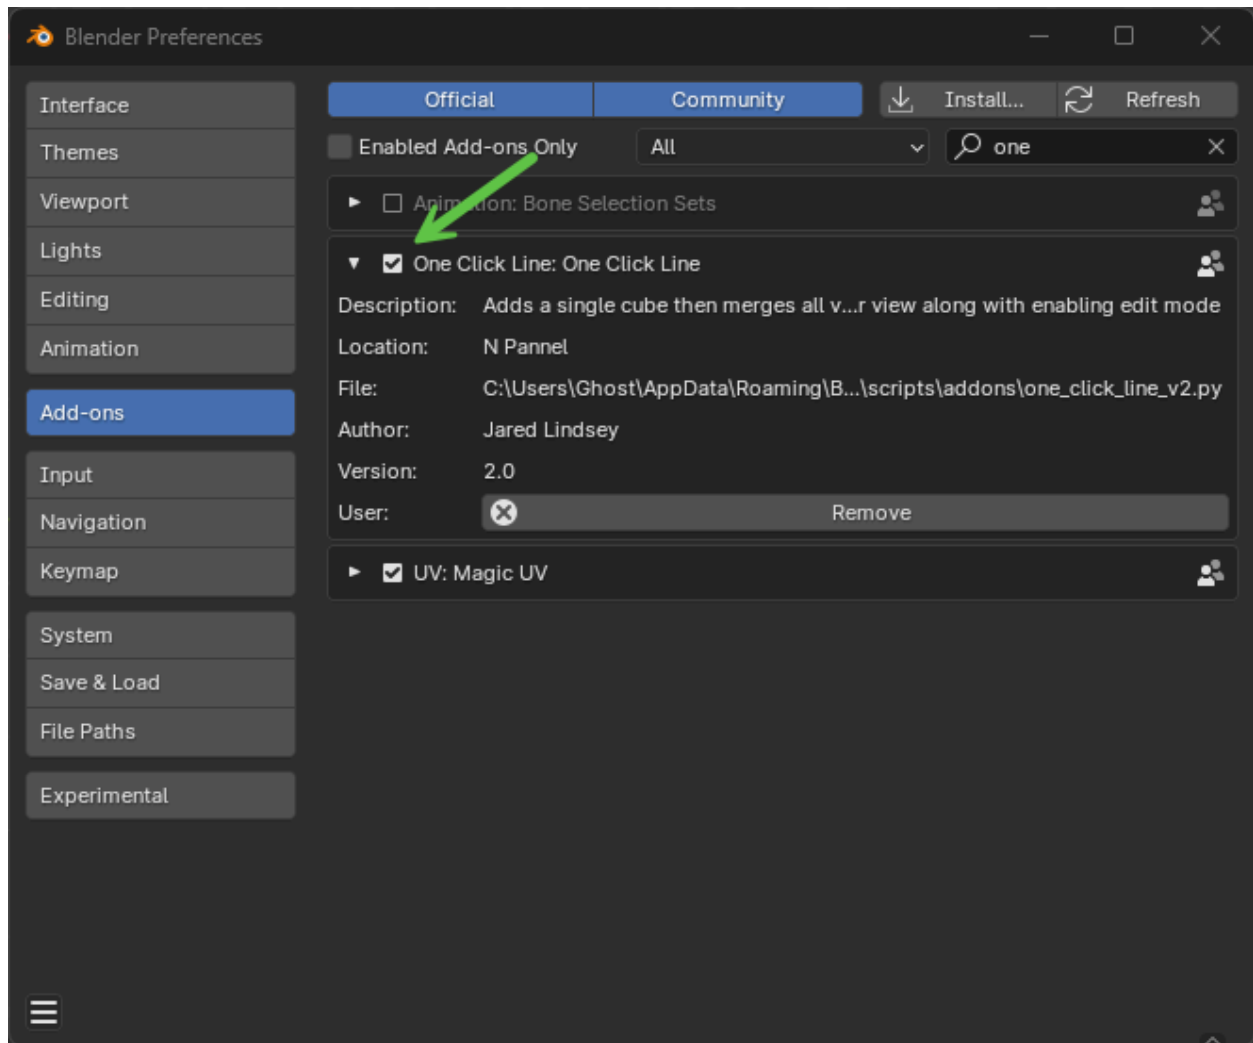 Blender Preferences
Interface
Themes
Viewport
Lights
Editing
Animation
Add-ons
Input
Navigation
Keymap
System
Save & Load
File Paths
Experimental
Official Community Install... Refresh
Enabled Add-ons Only All one
Animation: Bone Selection Sets
One Click Line: One Click Line
Description: Adds a single cube then merges all v...r view along with enabling edit mode
Location: N Pannel
File: C:\Users\Ghost\AppData\Roaming\B...\scripts\addons\one_click_line_v2.py
Author: Jared Lindsey
Version: 2.0
User: Remove
UV: Magic UV